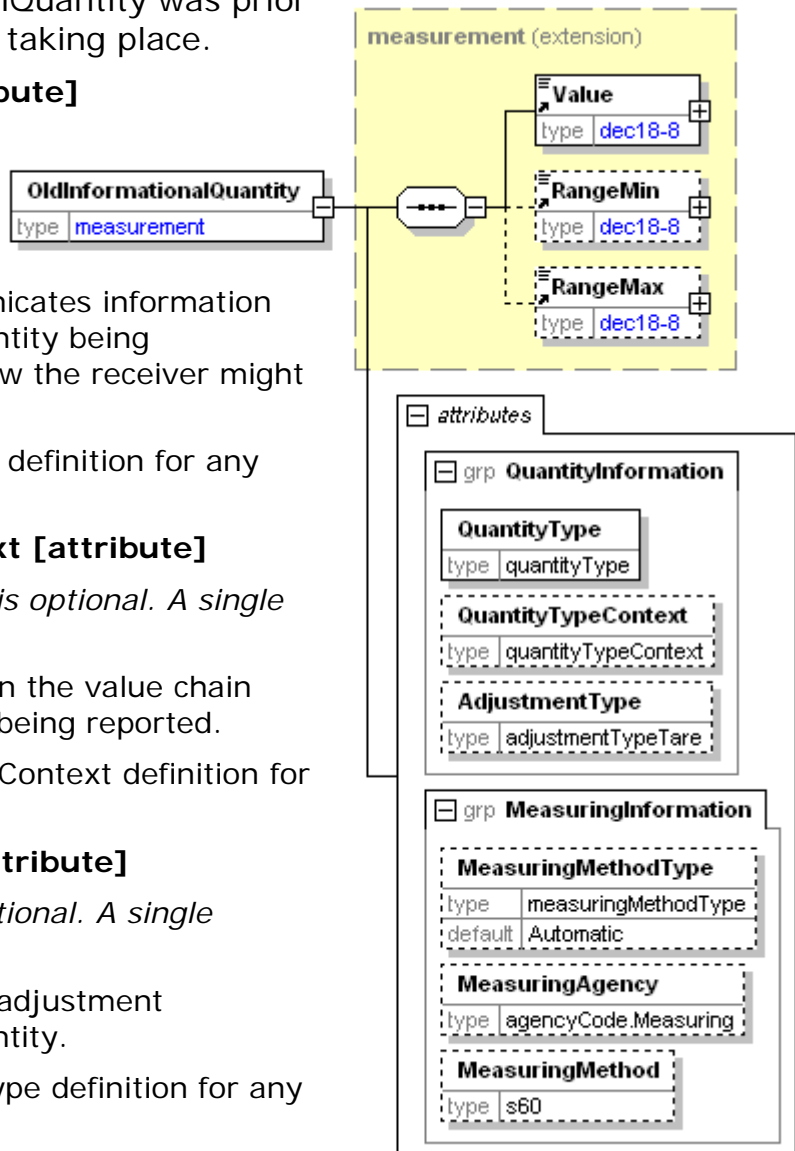 nQuantity was prior
taking place.
bute]
nicates information
ntity being
w the receiver might
definition for any
xt [attribute]
is optional. A single
n the value chain
being reported.
Context definition for
tribute]
tional. A single
adjustment
ntity.
ype definition for any
OldInformationalQuantity
type measurement
measurement (extension)
Value
type dec18-8
RangeMin
type dec18-8
RangeMax
type dec18-8
attributes
grp QuantityInformation
QuantityType
type quantityType
QuantityTypeContext
type quantityTypeContext
AdjustmentType
type adjustmentTypeTare
grp MeasuringInformation
MeasuringMethodType
type measuringMethodType
default Automatic
MeasuringAgency
type agencyCode.Measuring
MeasuringMethod
type s60